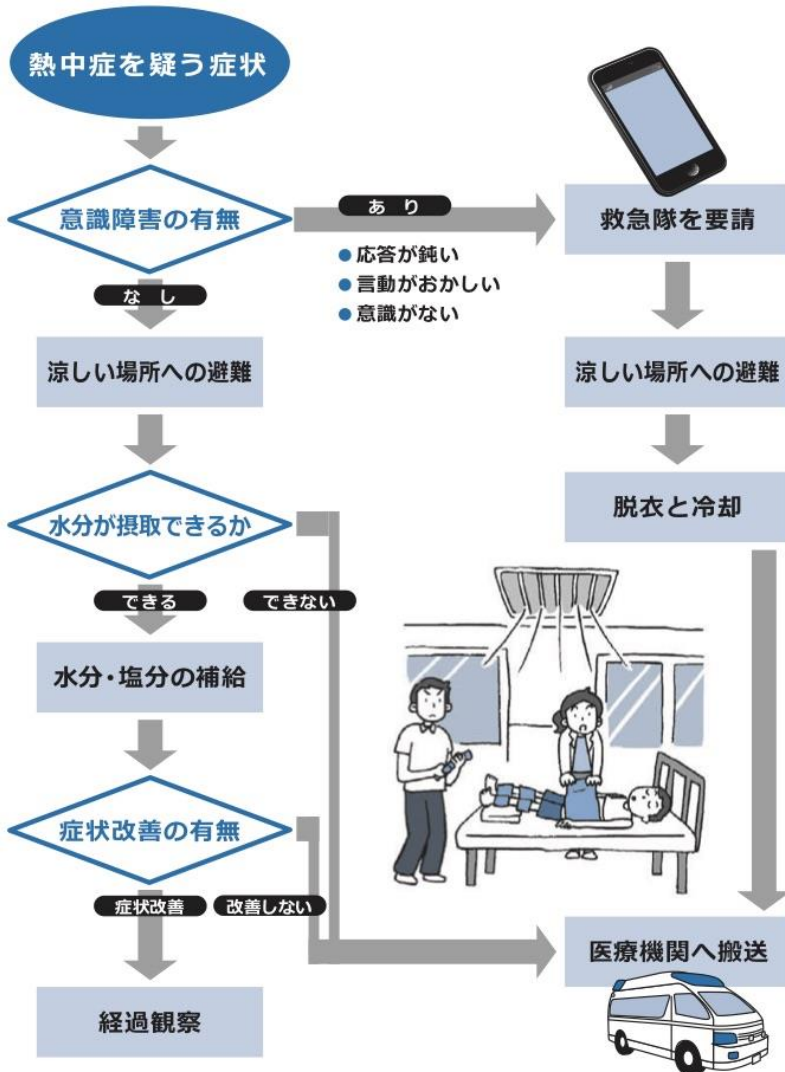 熱中症を疑う症状
意識障害の有無
あり
応答が鈍い
言動がおかしい
意識がない
救急隊を要請
なし
涼しい場所への避難
涼しい場所への避難
水分が摂取できるか
脱衣と冷却
できる
できない
水分・塩分の補給
症状改善の有無
症状改善
改善しない
医療機関へ搬送
経過観察